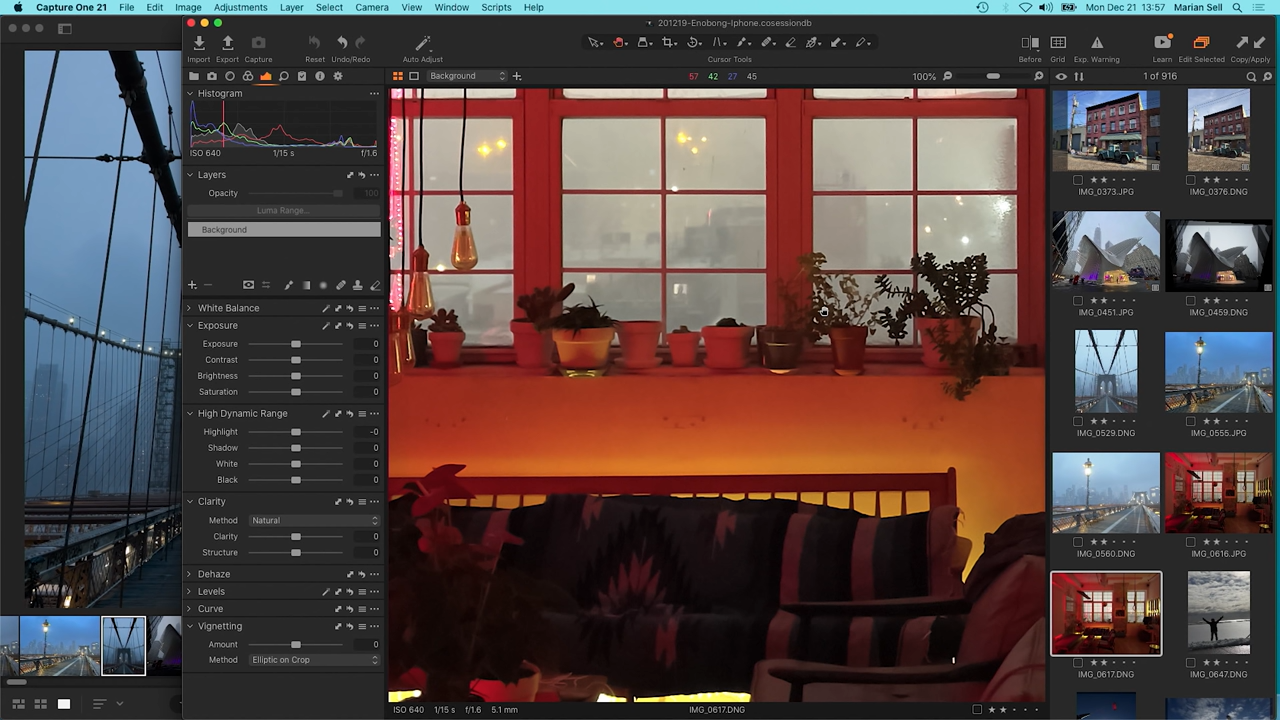 Capture One 21 File Edit Image Adjustments Layer Select Camera View Window Scripts Help Mon Dec 21 13:57 Marian Sell
201219-Enobong-Iphone.cosessiondb
Import Export Capture Reset Undo/Redo Auto Adjust Cursor Tools Before Grid Exp. Warning Learn Edit Selected Copy/Apply
Background 57 42 27 45 100% 1 of 916
Histogram
ISO 640 1/15 s f/1.6
Layers
Opacity 100
Luma Range...
Background
White Balance
Exposure
Exposure 0
Contrast 0
Brightness 0
Saturation 0
High Dynamic Range
Highlight -0
Shadow 0
White 0
Black 0
Clarity
Method Natural
Clarity 0
Structure 0
Dehaze
Levels
Curve
Vignetting
Amount 0
Method Elliptic on Crop
ISO 640 1/15 s f/1.6 5.1 mm IMG_0617.DNG
IMG_0373.JPG IMG_0376.DNG
IMG_0451.JPG IMG_0459.DNG
IMG_0529.DNG IMG_0555.JPG
IMG_0560.DNG IMG_0616.JPG
IMG_0617.DNG IMG_0647.DNG